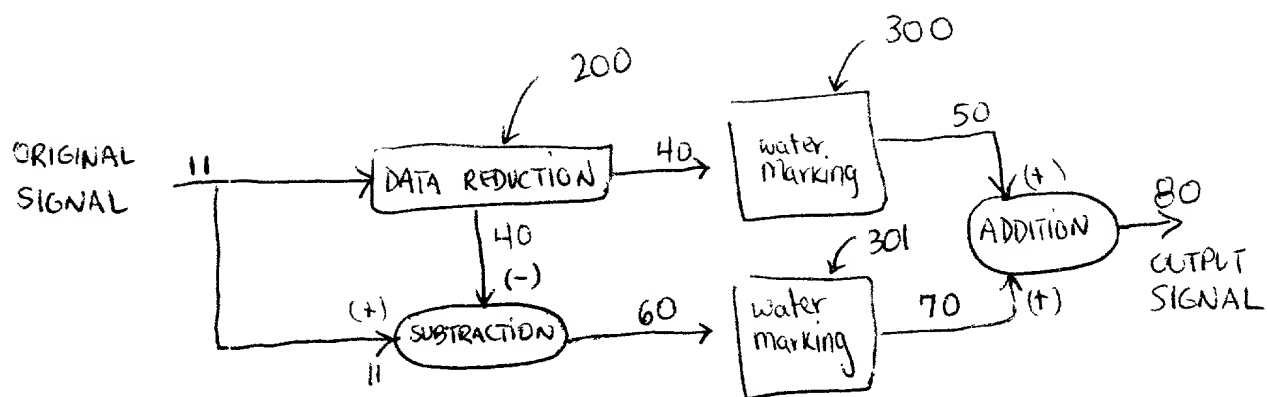 300
200
ORIGINAL
SIGNAL
11
DATA REDUCTION
40
water
Marking
50
(+)
ADDITION
80
OUTPUT
SIGNAL
40
(-)
(+)
11
SUBTRACTION
60
301
water
marking
70
(+)